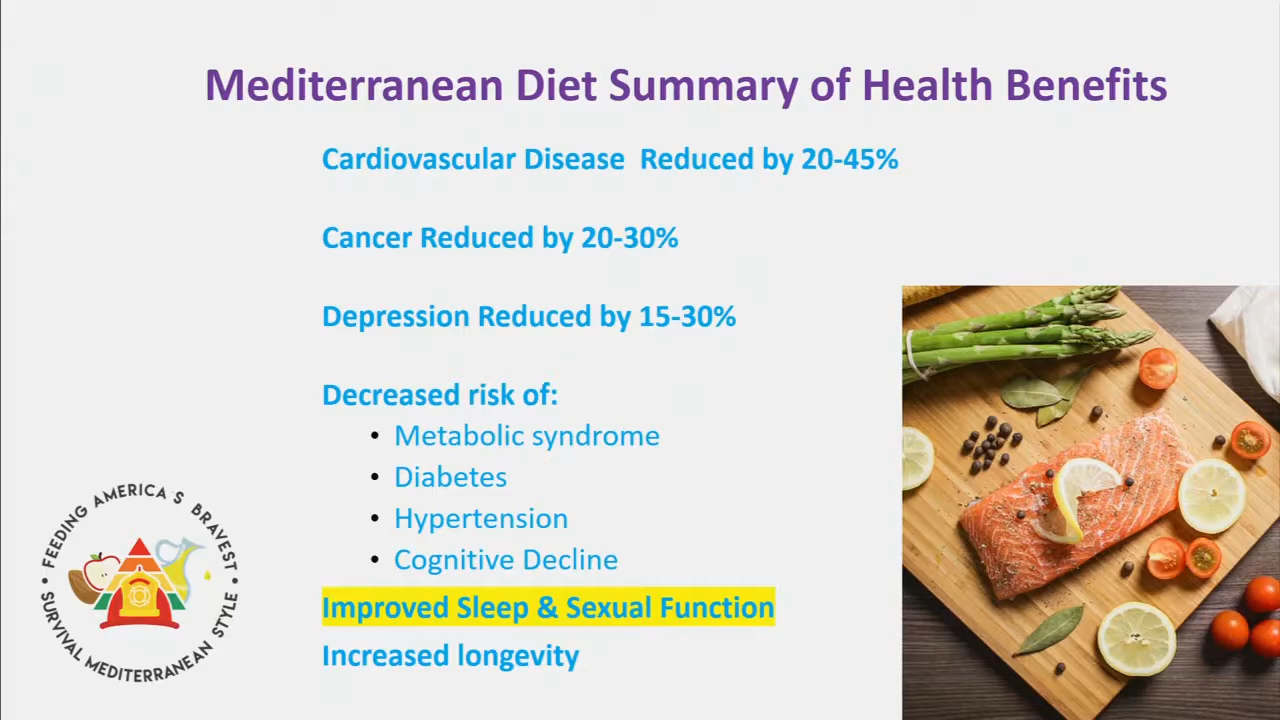 Mediterranean Diet Summary of Health Benefits
Cardiovascular Disease  Reduced by 20-45%
Cancer Reduced by 20-30%
Depression Reduced by 15-30%
Decreased risk of:
• Metabolic syndrome
• Diabetes
• Hypertension
• Cognitive Decline
Improved Sleep & Sexual Function
Increased longevity
FEEDING AMERICA S BRAVEST
• SURVIVAL MEDITERRANEAN STYLE •